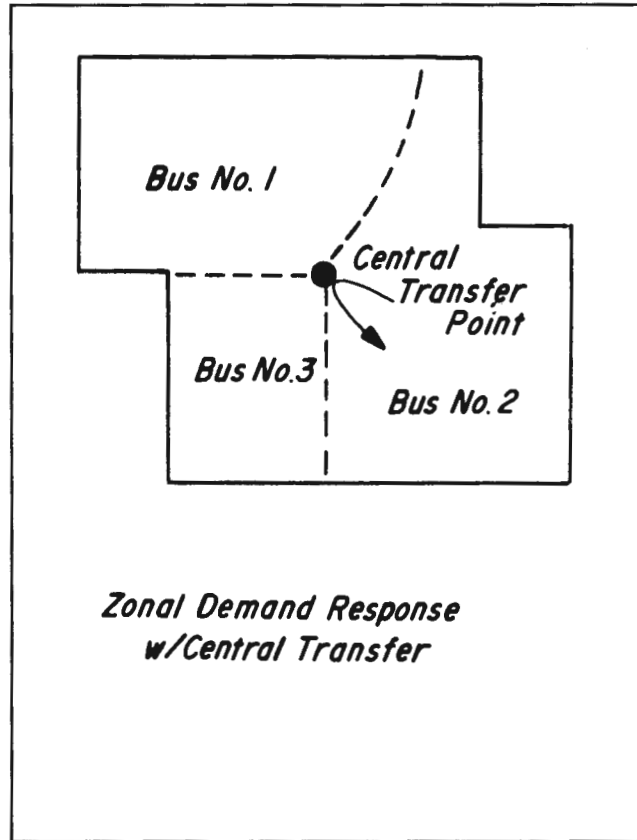 Bus No. 1
Central
Transfer
Point
Bus No.3
Bus No. 2
Zonal Demand Response
w/Central Transfer